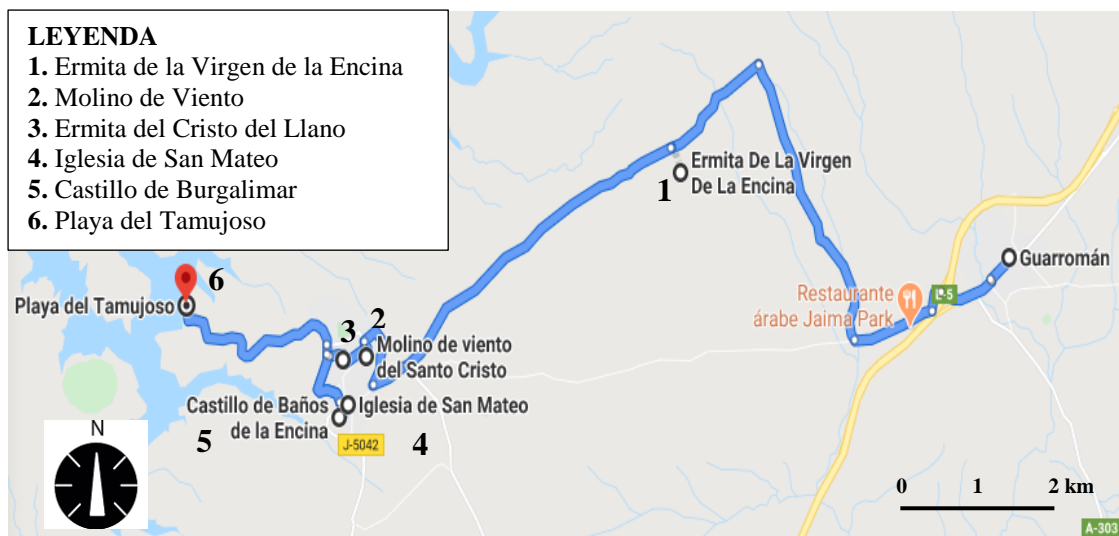 LEYENDA
1. Ermita de la Virgen de la Encina
2. Molino de Viento
3. Ermita del Cristo del Llano
4. Iglesia de San Mateo
5. Castillo de Burgalimar
6. Playa del Tamujoso
Ermita De La Virgen
De La Encina
1
Guarromán
L-5
Restaurante
árabe Jaima Park
6
Playa del Tamujoso
3
2
Molino de viento
del Santo Cristo
Castillo de Baños
de la Encina
Iglesia de San Mateo
5
4
J-5042
N
0 1 2 km
A-303